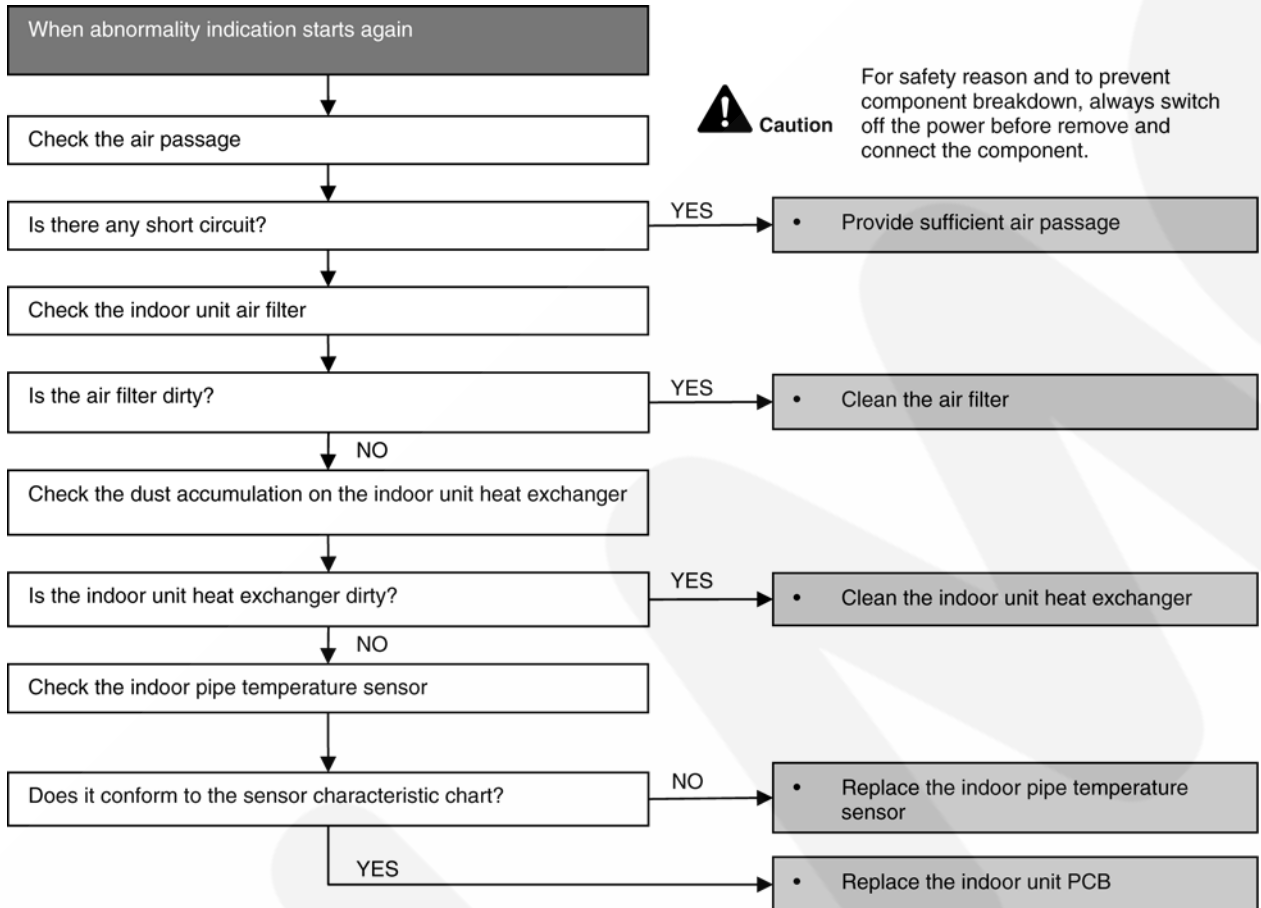 When abnormality indication starts again
For safety reason and to prevent
component breakdown, always switch
off the power before remove and
connect the component.
Caution
Check the air passage
Is there any short circuit?
YES
• Provide sufficient air passage
Check the indoor unit air filter
Is the air filter dirty?
YES
• Clean the air filter
NO
Check the dust accumulation on the indoor unit heat exchanger
Is the indoor unit heat exchanger dirty?
YES
• Clean the indoor unit heat exchanger
NO
Check the indoor pipe temperature sensor
Does it conform to the sensor characteristic chart?
NO
• Replace the indoor pipe temperature
sensor
YES
• Replace the indoor unit PCB